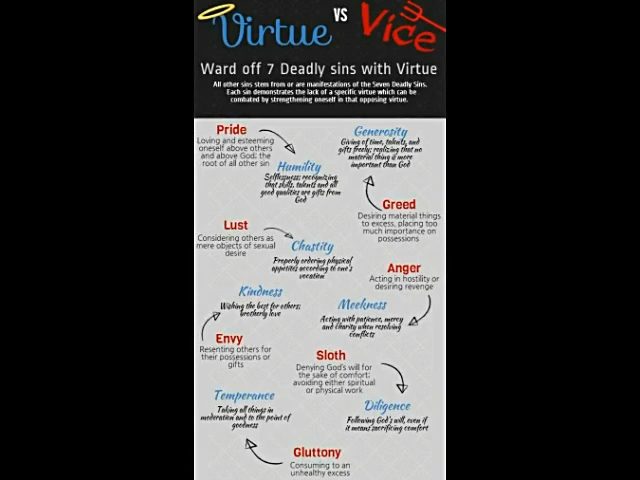 Virtue vs Vice
Ward off 7 Deadly sins with Virtue
All other sins stem from or are manifestations of the Seven Deadly Sins.
Each sin demonstrates the lack of a specific virtue which can be
combated by strengthening oneself in that opposing virtue.
Pride
Loving and esteeming
oneself above others
and above God; the
root of all other sin
Humility
Selflessness; recognizing
that skills, talents and all
good qualities are gifts from
God
Generosity
Giving of time, talents, and
gifts freely; realizing that no
material thing is more
important than God
Greed
Desiring material things
to excess, placing too
much importance on
possessions
Lust
Considering others as
mere objects of sexual
desire
Chastity
Properly ordering physical
appetites according to one's
vocation
Anger
Acting in hostility or
desiring revenge
Meekness
Acting with patience, mercy
and charity when resolving
conflicts
Kindness
Wishing the best for others;
brotherly love
Envy
Resenting others for
their possessions or
gifts
Sloth
Denying God's will for
the sake of comfort;
avoiding either spiritual
or physical work
Diligence
Following God's will, even if
it means sacrificing comfort
Temperance
Taking all things in
moderation and to the point of
goodness
Gluttony
Consuming to an
unhealthy excess